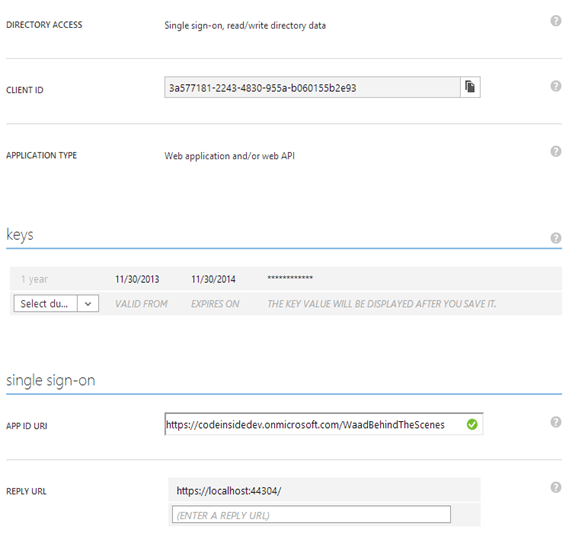 DIRECTORY ACCESS Single sign-on, read/write directory data ?
CLIENT ID 3a577181-2243-4830-955a-b060155b2e93 ?
APPLICATION TYPE Web application and/or web API ?
keys ?
1 year 11/30/2013 11/30/2014 ************
Select du... VALID FROM EXPIRES ON THE KEY VALUE WILL BE DISPLAYED AFTER YOU SAVE IT.
single sign-on
APP ID URI https://codeinsidedev.onmicrosoft.com/WaadBehindTheScenes ?
REPLY URL https://localhost:44304/ ?
(ENTER A REPLY URL)